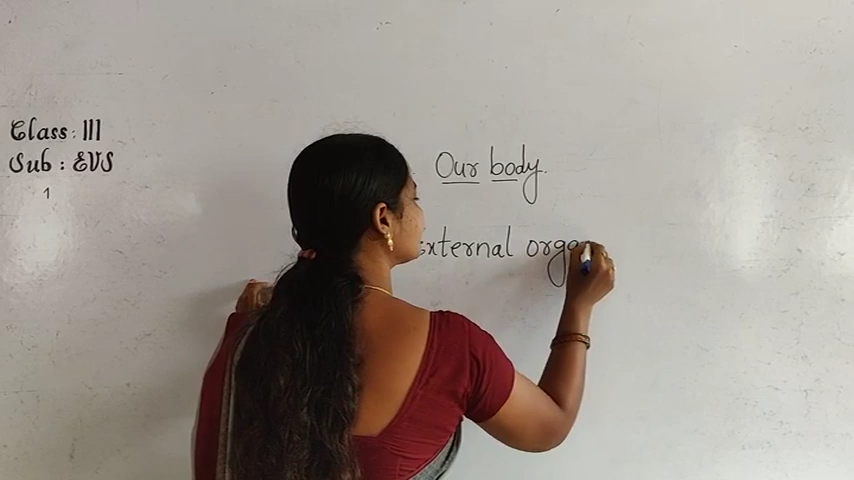 Class : III
Sub : EVS
1
Our body.
External orga